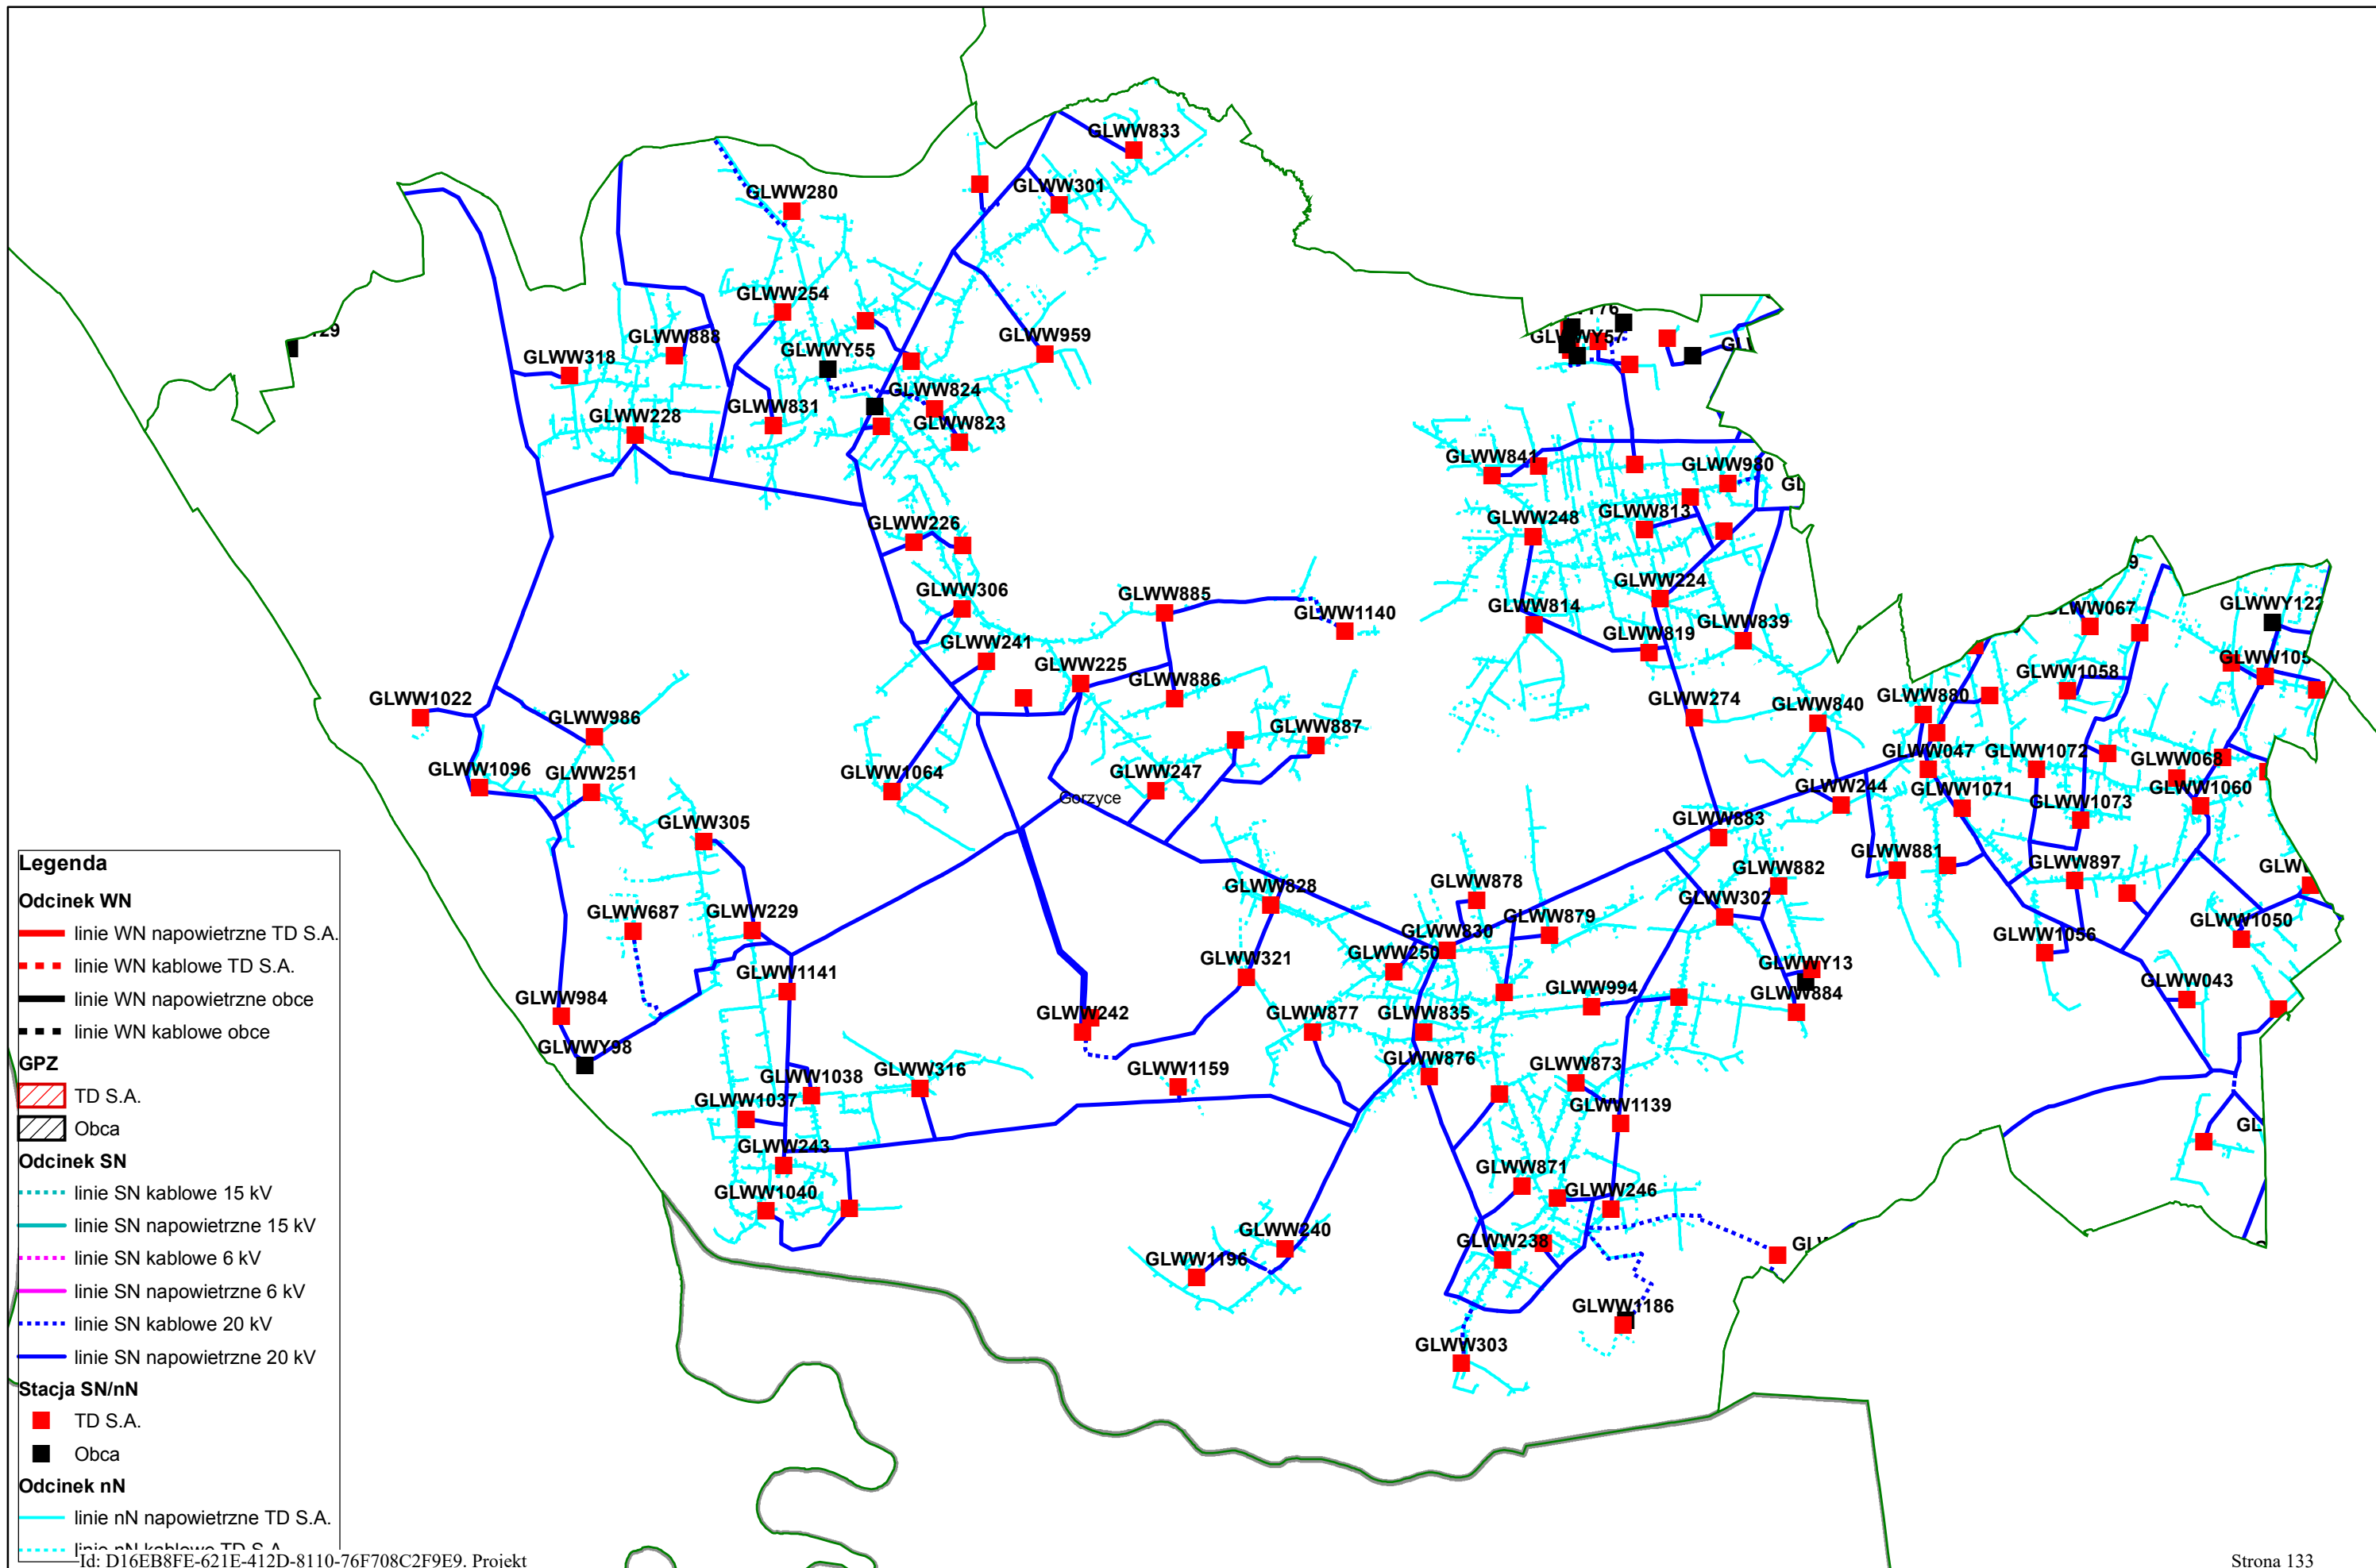 GLWW833
GLWW280
GLWW301
GLWW254
GLWW959
GLWW888
GLWWY55
GLWW318
GLWWY57
GLWW824
GLWW831
GLWW823
GLWW228
GLWW841
GLWW980
GLWW226
GLWW248
GLWW813
GLWW306
GLWW885
GLWW1140
GLWW224
GLWW814
GLWW819
GLWW839
GLWWY122
GLWW241
GLWW225
GLWW886
GLWW1058
GLWW105
GLWW1022
GLWW986
GLWW887
GLWW274
GLWW840
GLWW880
GLWW1096
GLWW251
GLWW1064
GLWW247
GLWW047
GLWW1072
GLWW068
Gorzyce
GLWW244
GLWW1071
GLWW1073
GLWW1060
GLWW305
GLWW883
GLWW882
GLWW881
GLWW897
GLWW828
GLWW878
GLWW687
GLWW229
GLWW879
GLWW302
GLWW830
GLWW1056
GLWW1050
GLWW1141
GLWW321
GLWW250
GLWWY13
GLWW043
GLWW984
GLWW242
GLWW877
GLWW835
GLWW994
GLWW884
GLWWY98
GLWW1038
GLWW316
GLWW1159
GLWW876
GLWW873
GLWW1037
GLWW1139
GLWW243
GLWW871
GLWW246
GLWW1040
GLWW240
GLWW238
GLWW1196
GLWW1186
GLWW303
Legenda
Odcinek WN
linie WN napowietrzne TD S.A.
linie WN kablowe TD S.A.
linie WN napowietrzne obce
linie WN kablowe obce
GPZ
TD S.A.
Obca
Odcinek SN
linie SN kablowe 15 kV
linie SN napowietrzne 15 kV
linie SN kablowe 6 kV
linie SN napowietrzne 6 kV
linie SN kablowe 20 kV
linie SN napowietrzne 20 kV
Stacja SN/nN
TD S.A.
Obca
Odcinek nN
linie nN napowietrzne TD S.A.
linie nN kablowe TD S.A.
Id: D16EB8FE-621E-412D-8110-76F708C2F9E9. Projekt
Strona 133